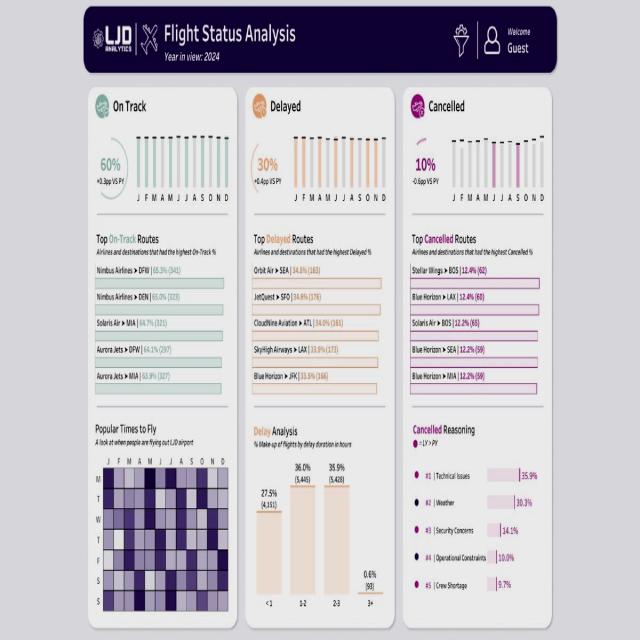 LJD
ANALYTICS
Flight Status Analysis
Year in view: 2024
Welcome
Guest
On Track
60%
+0.3pp VS PY
J F M A M J J A S O N D
Top On-Track Routes
Airlines and destinations that had the highest On-Track %
Nimbus Airlines ➤ DFW | 65.3% (341)
Nimbus Airlines ➤ DEN | 65.0% (323)
Solaris Air ➤ MIA | 64.7% (321)
Aurora Jets ➤ DFW | 64.1% (297)
Aurora Jets ➤ MIA | 63.9% (327)
Popular Times to Fly
A look at when people are flying out LJD airport
J F M A M J J A S O N D
M
T
W
T
F
S
S
Delayed
30%
+0.4pp VS PY
J F M A M J J A S O N D
Top Delayed Routes
Airlines and destinations that had the highest Delayed %
Orbit Air ➤ SEA | 34.8% (163)
JetQuest ➤ SFO | 34.6% (176)
CloudNine Aviation ➤ ATL | 34.0% (161)
SkyHigh Airways ➤ LAX | 33.9% (173)
Blue Horizon ➤ JFK | 33.5% (166)
Delay Analysis
% Make-up of flights by delay duration in hours
27.5%
(4,151)
36.0%
(5,445)
35.9%
(5,428)
0.6%
(93)
<1
1-2
2-3
3+
Cancelled
10%
-0.6pp VS PY
J F M A M J J A S O N D
Top Cancelled Routes
Airlines and destinations that had the highest Cancelled %
Stellar Wings ➤ BOS | 12.4% (62)
Blue Horizon ➤ LAX | 12.4% (60)
Solaris Air ➤ BOS | 12.2% (65)
Blue Horizon ➤ SEA | 12.2% (59)
Blue Horizon ➤ MIA | 12.2% (59)
Cancelled Reasoning
#1 | Technical Issues 35.9%
#2 | Weather 30.3%
#3 | Security Concerns 14.1%
#4 | Operational Constraints 10.0%
#5 | Crew Shortage 9.7%